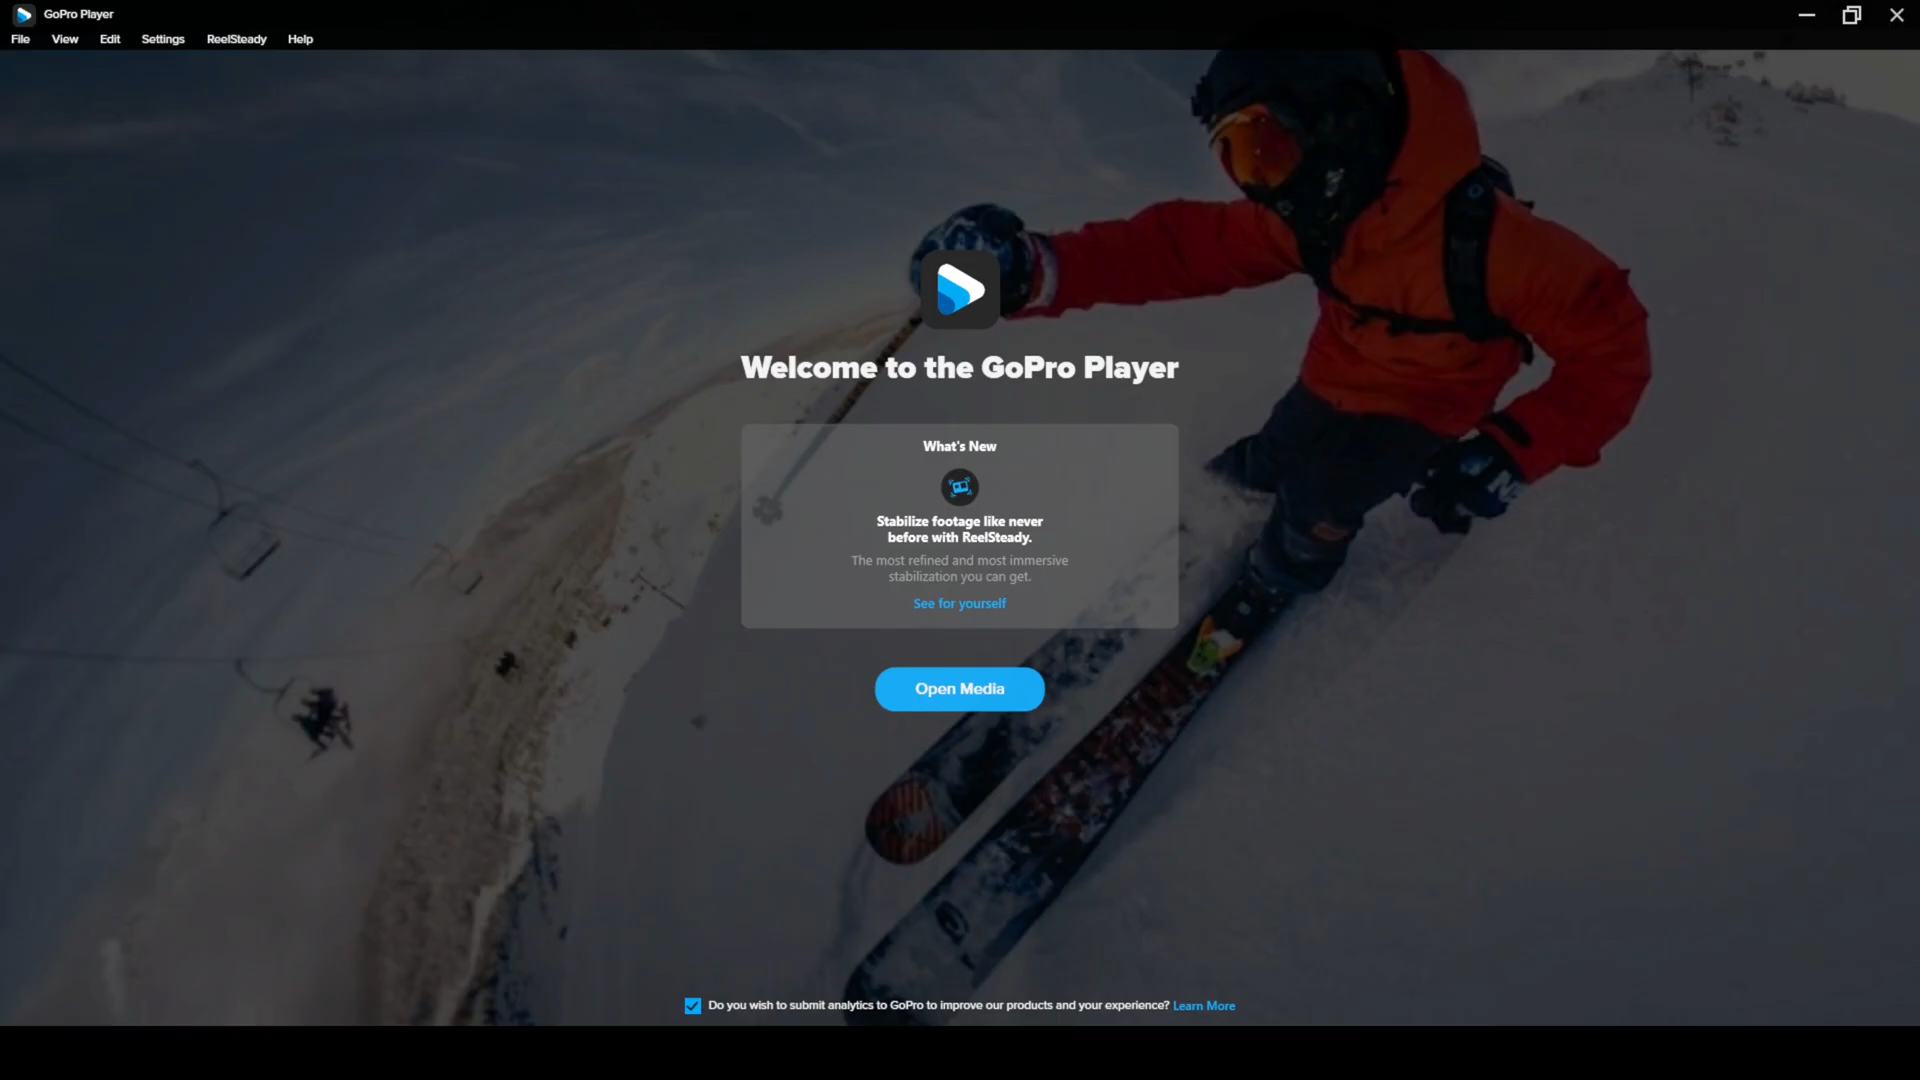 GoPro Player
File View Edit Settings ReelSteady Help
Welcome to the GoPro Player
What's New
Stabilize footage like never
before with ReelSteady.
The most refined and most immersive
stabilization you can get.
See for yourself
Open Media
Do you wish to submit analytics to GoPro to improve our products and your experience? Learn More